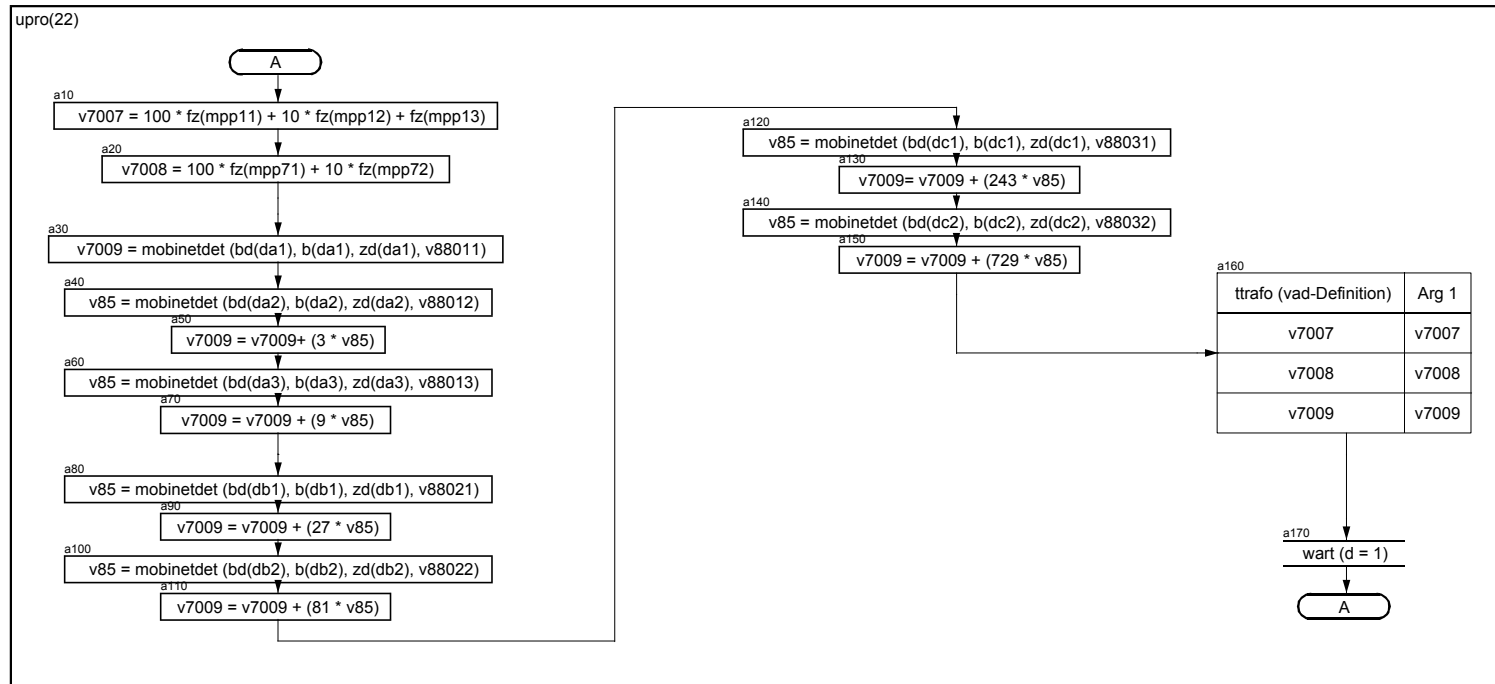 upro(22)
A
a10
v7007 = 100 * fz(mpp11) + 10 * fz(mpp12) + fz(mpp13)
a20
v7008 = 100 * fz(mpp71) + 10 * fz(mpp72)
a30
v7009 = mobinetdet (bd(da1), b(da1), zd(da1), v88011)
a40
v85 = mobinetdet (bd(da2), b(da2), zd(da2), v88012)
a50
v7009 = v7009+ (3 * v85)
a60
v85 = mobinetdet (bd(da3), b(da3), zd(da3), v88013)
a70
v7009 = v7009 + (9 * v85)
a80
v85 = mobinetdet (bd(db1), b(db1), zd(db1), v88021)
a90
v7009 = v7009 + (27 * v85)
a100
v85 = mobinetdet (bd(db2), b(db2), zd(db2), v88022)
a110
v7009 = v7009 + (81 * v85)
a120
v85 = mobinetdet (bd(dc1), b(dc1), zd(dc1), v88031)
a130
v7009= v7009 + (243 * v85)
a140
v85 = mobinetdet (bd(dc2), b(dc2), zd(dc2), v88032)
a150
v7009 = v7009 + (729 * v85)
a160
ttrafo (vad-Definition) Arg 1
v7007 v7007
v7008 v7008
v7009 v7009
a170
wart (d = 1)
A